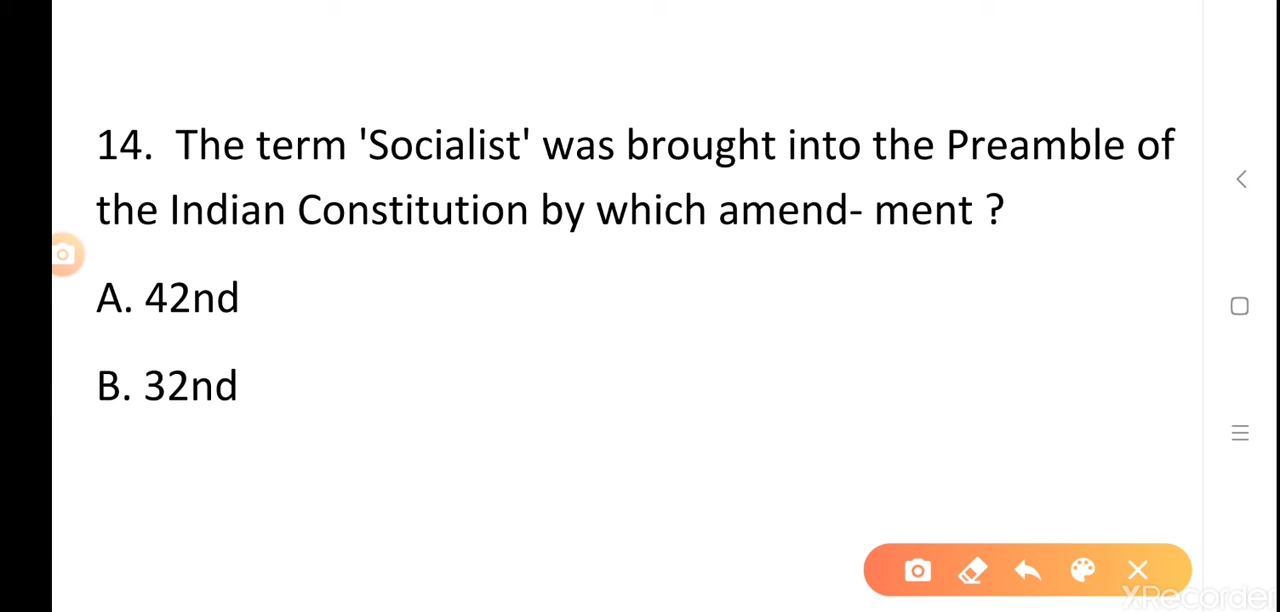 14. The term 'Socialist' was brought into the Preamble of
the Indian Constitution by which amend- ment ?
A. 42nd
B. 32nd
XRecorder